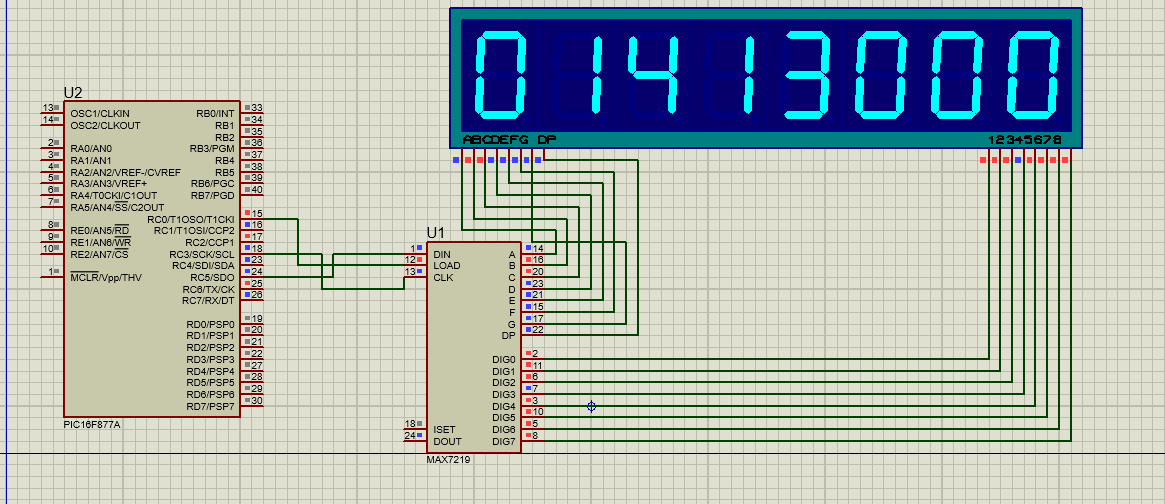 01413000
ABCDEFG DP
12345678
U2
13 OSC1/CLKIN
14 OSC2/CLKOUT
2 RA0/AN0
3 RA1/AN1
4 RA2/AN2/VREF-/CVREF
5 RA3/AN3/VREF+
6 RA4/T0CKI/C1OUT
7 RA5/AN4/SS/C2OUT
8 RE0/AN5/RD
9 RE1/AN6/WR
10 RE2/AN7/CS
1 MCLR/Vpp/THV
RB0/INT 33
RB1 34
RB2 35
RB3/PGM 36
RB4 37
RB5 38
RB6/PGC 39
RB7/PGD 40
RC0/T1OSO/T1CKI 15
RC1/T1OSI/CCP2 16
RC2/CCP1 17
RC3/SCK/SCL 18
RC4/SDI/SDA 23
RC5/SDO 24
RC6/TX/CK 25
RC7/RX/DT 26
RD0/PSP0 19
RD1/PSP1 20
RD2/PSP2 21
RD3/PSP3 22
RD4/PSP4 27
RD5/PSP5 28
RD6/PSP6 29
RD7/PSP7 30
PIC16F877A
U1
1 DIN
12 LOAD
13 CLK
18 ISET
24 DOUT
A 14
B 16
C 20
D 23
E 21
F 15
G 17
DP 22
DIG0 2
DIG1 11
DIG2 6
DIG3 7
DIG4 3
DIG5 10
DIG6 5
DIG7 8
MAX7219